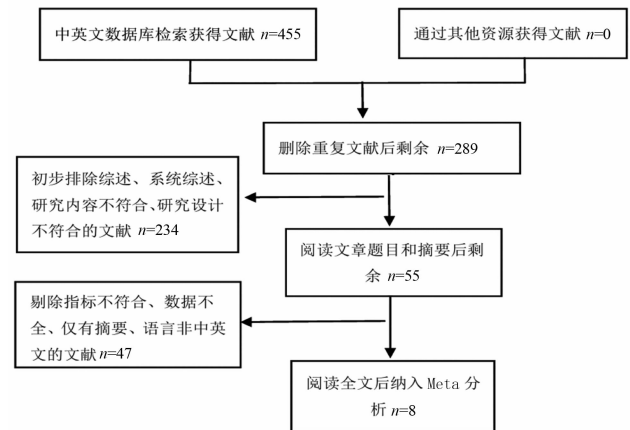 中英文数据库检索获得文献 n=455
通过其他资源获得文献 n=0
删除重复文献后剩余 n=289
初步排除综述、系统综述、
研究内容不符合、研究设计
不符合的文献 n=234
阅读文章题目和摘要后剩
余 n=55
剔除指标不符合、数据不
全、仅有摘要、语言非中英
文的文献 n=47
阅读全文后纳入 Meta 分
析 n=8